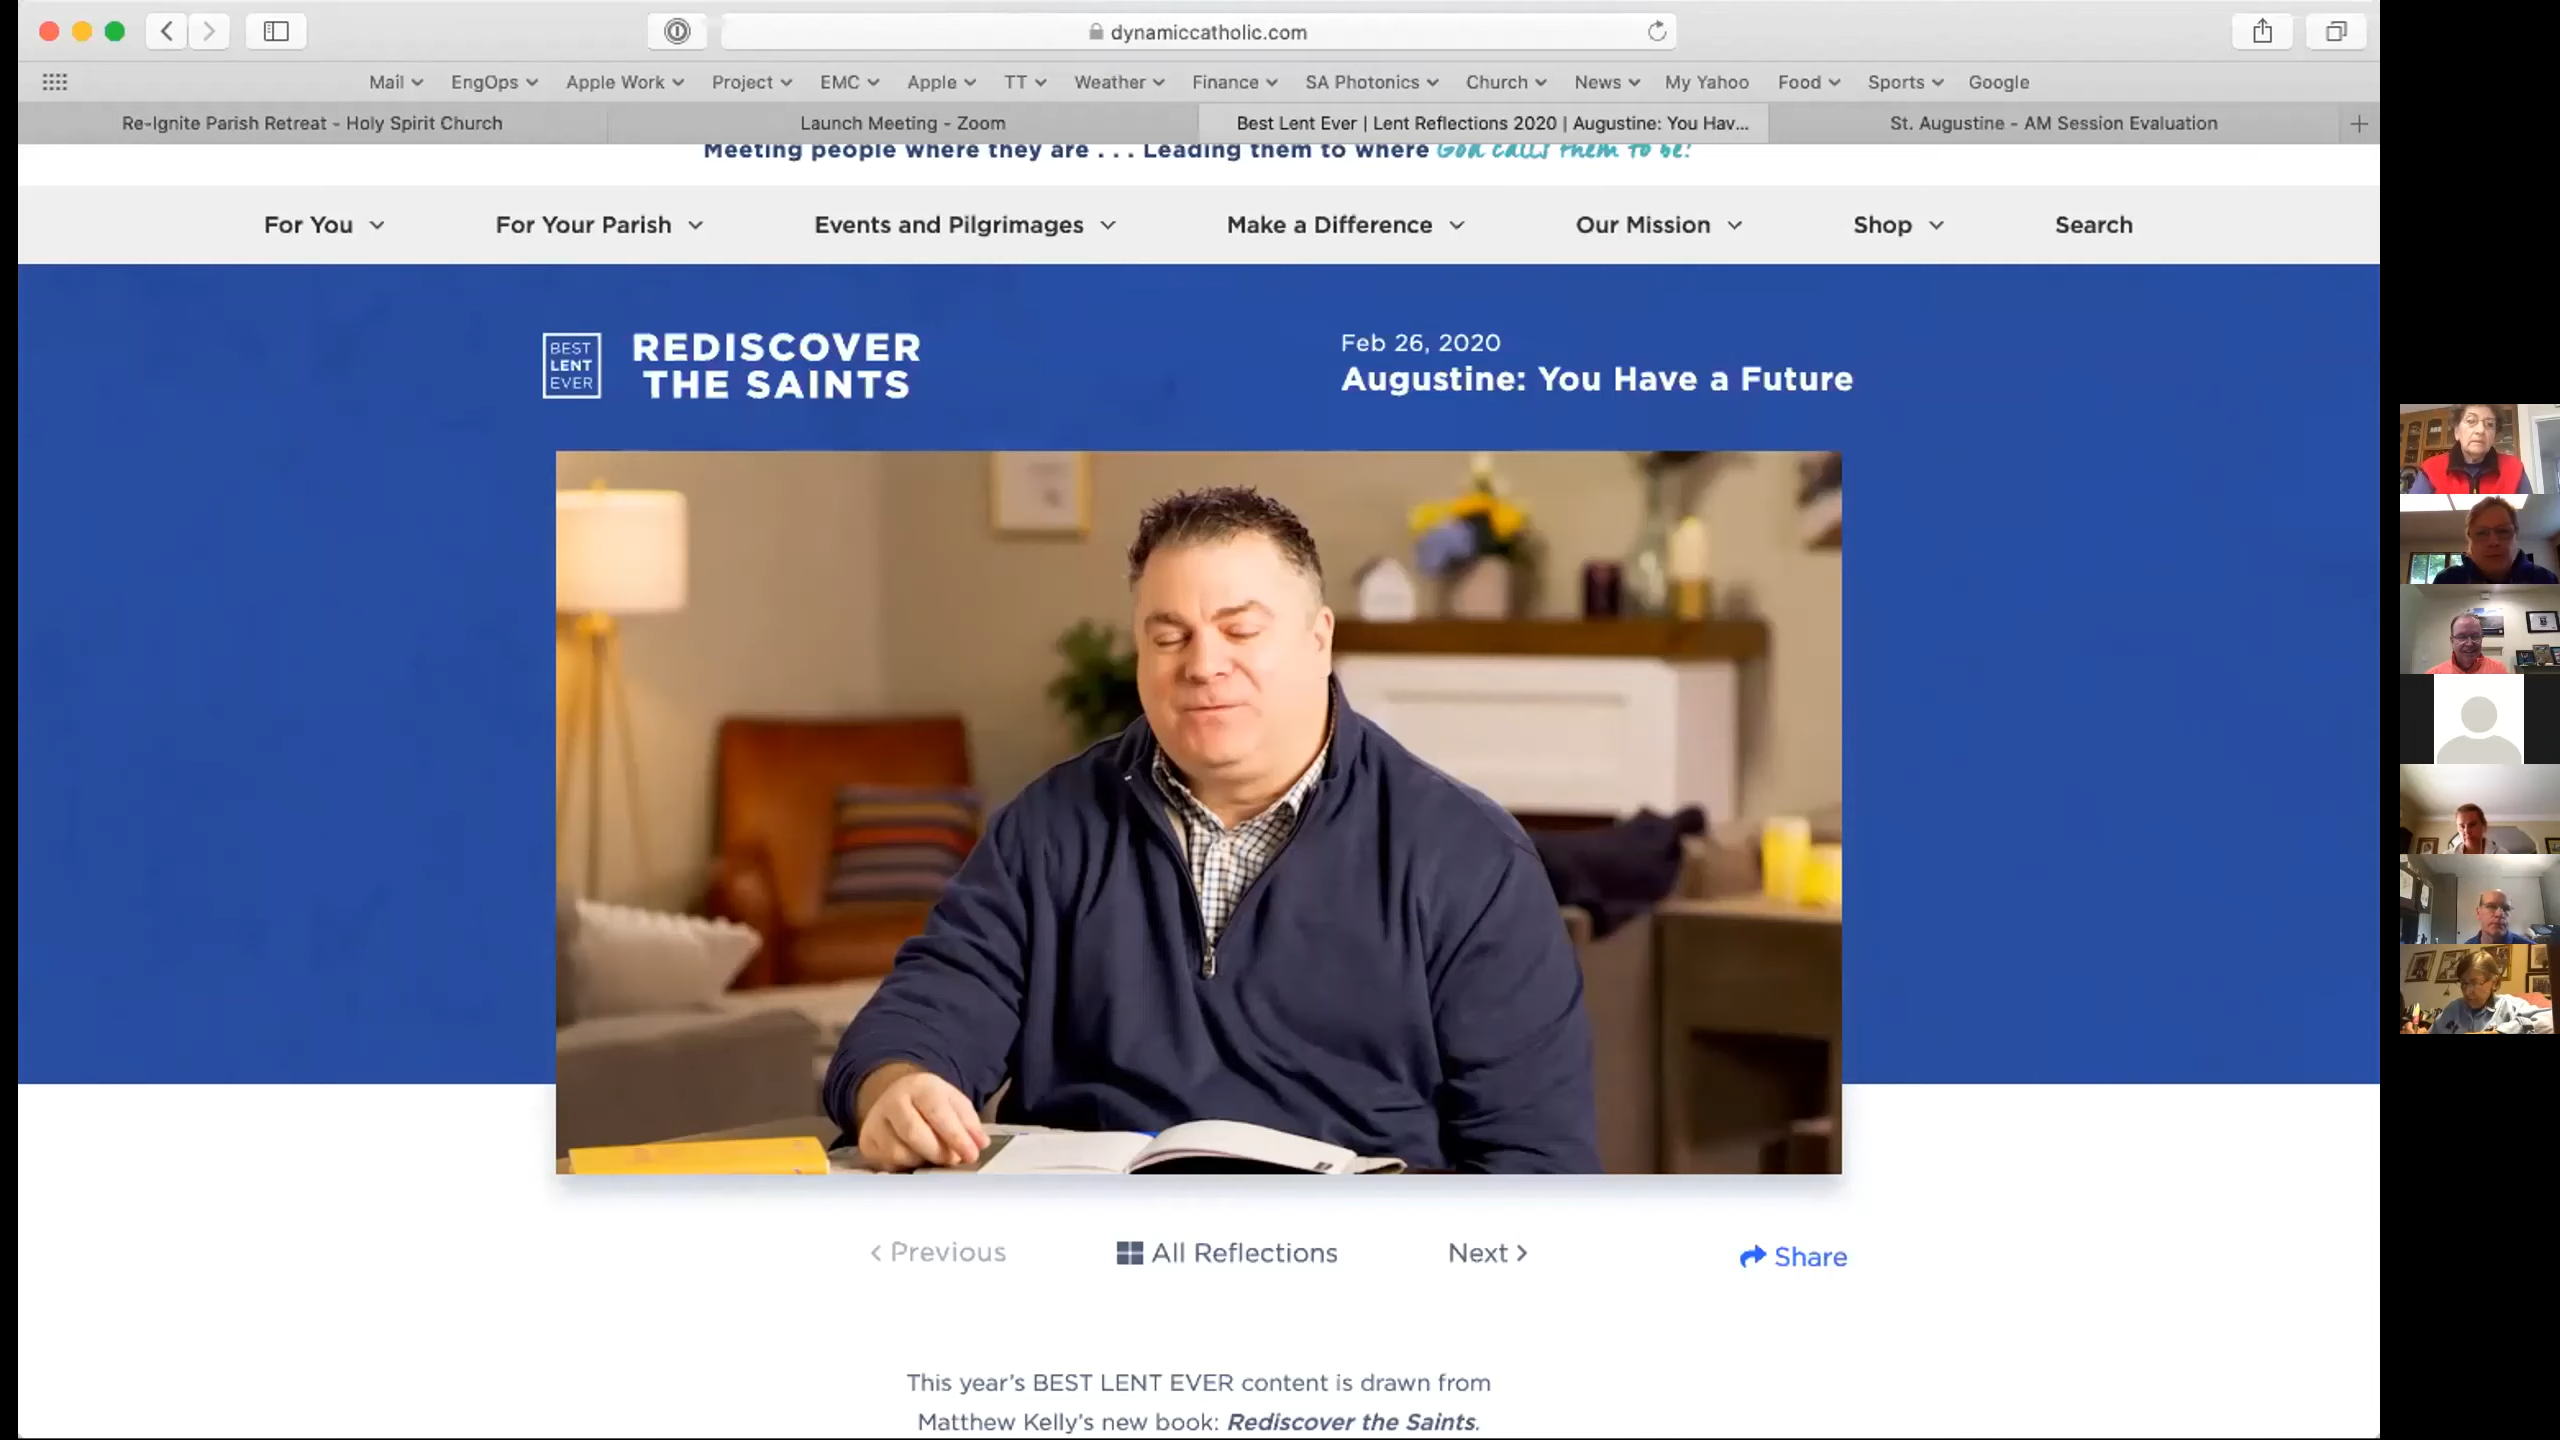 dynamiccatholic.com
Mail EngOps Apple Work Project EMC Apple TT Weather Finance SA Photonics Church News My Yahoo Food Sports Google
Re-Ignite Parish Retreat - Holy Spirit Church
Launch Meeting - Zoom
Best Lent Ever | Lent Reflections 2020 | Augustine: You Hav...
St. Augustine - AM Session Evaluation
Meeting people where they are . . . Leading them to where God calls them to be!
For You
For Your Parish
Events and Pilgrimages
Make a Difference
Our Mission
Shop
Search
BEST
LENT
EVER
REDISCOVER
THE SAINTS
Feb 26, 2020
Augustine: You Have a Future
< Previous
All Reflections
Next >
Share
This year's BEST LENT EVER content is drawn from
Matthew Kelly's new book: Rediscover the Saints.